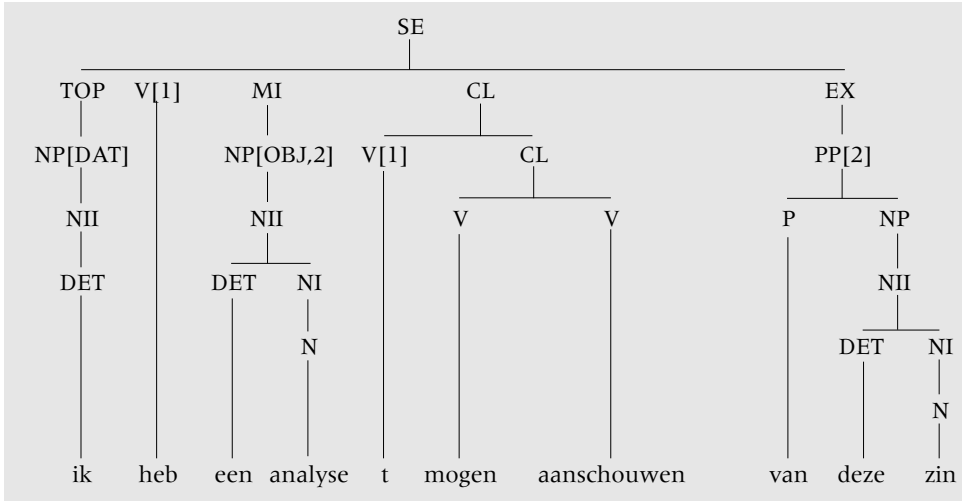 SE
TOP V[1] MI CL EX
NP[DAT] NP[OBJ,2] V[1] CL PP[2]
NII NII V V P NP
DET DET NI NII
N DET NI
N
ik heb een analyse t mogen aanschouwen van deze zin